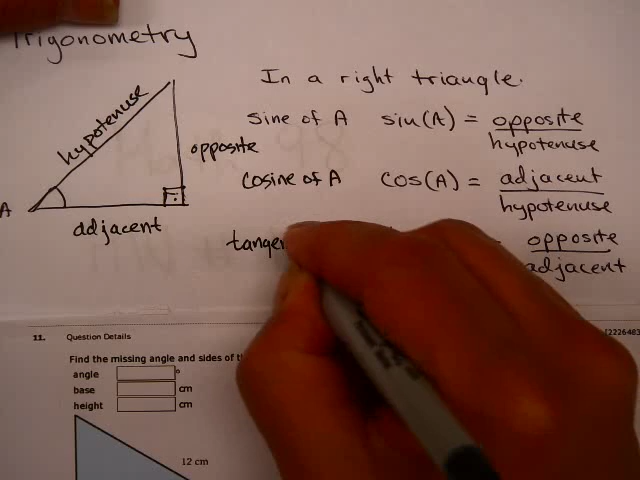 Trigonometry
In a right triangle.
hypotenuse
opposite
adjacent
A
sine of A sin(A) = opposite
hypotenuse
cosine of A cos(A) = adjacent
hypotenuse
opposite
adjacent
11. Question Details
Find the missing angle and sides of
angle °
base cm
height cm
12 cm